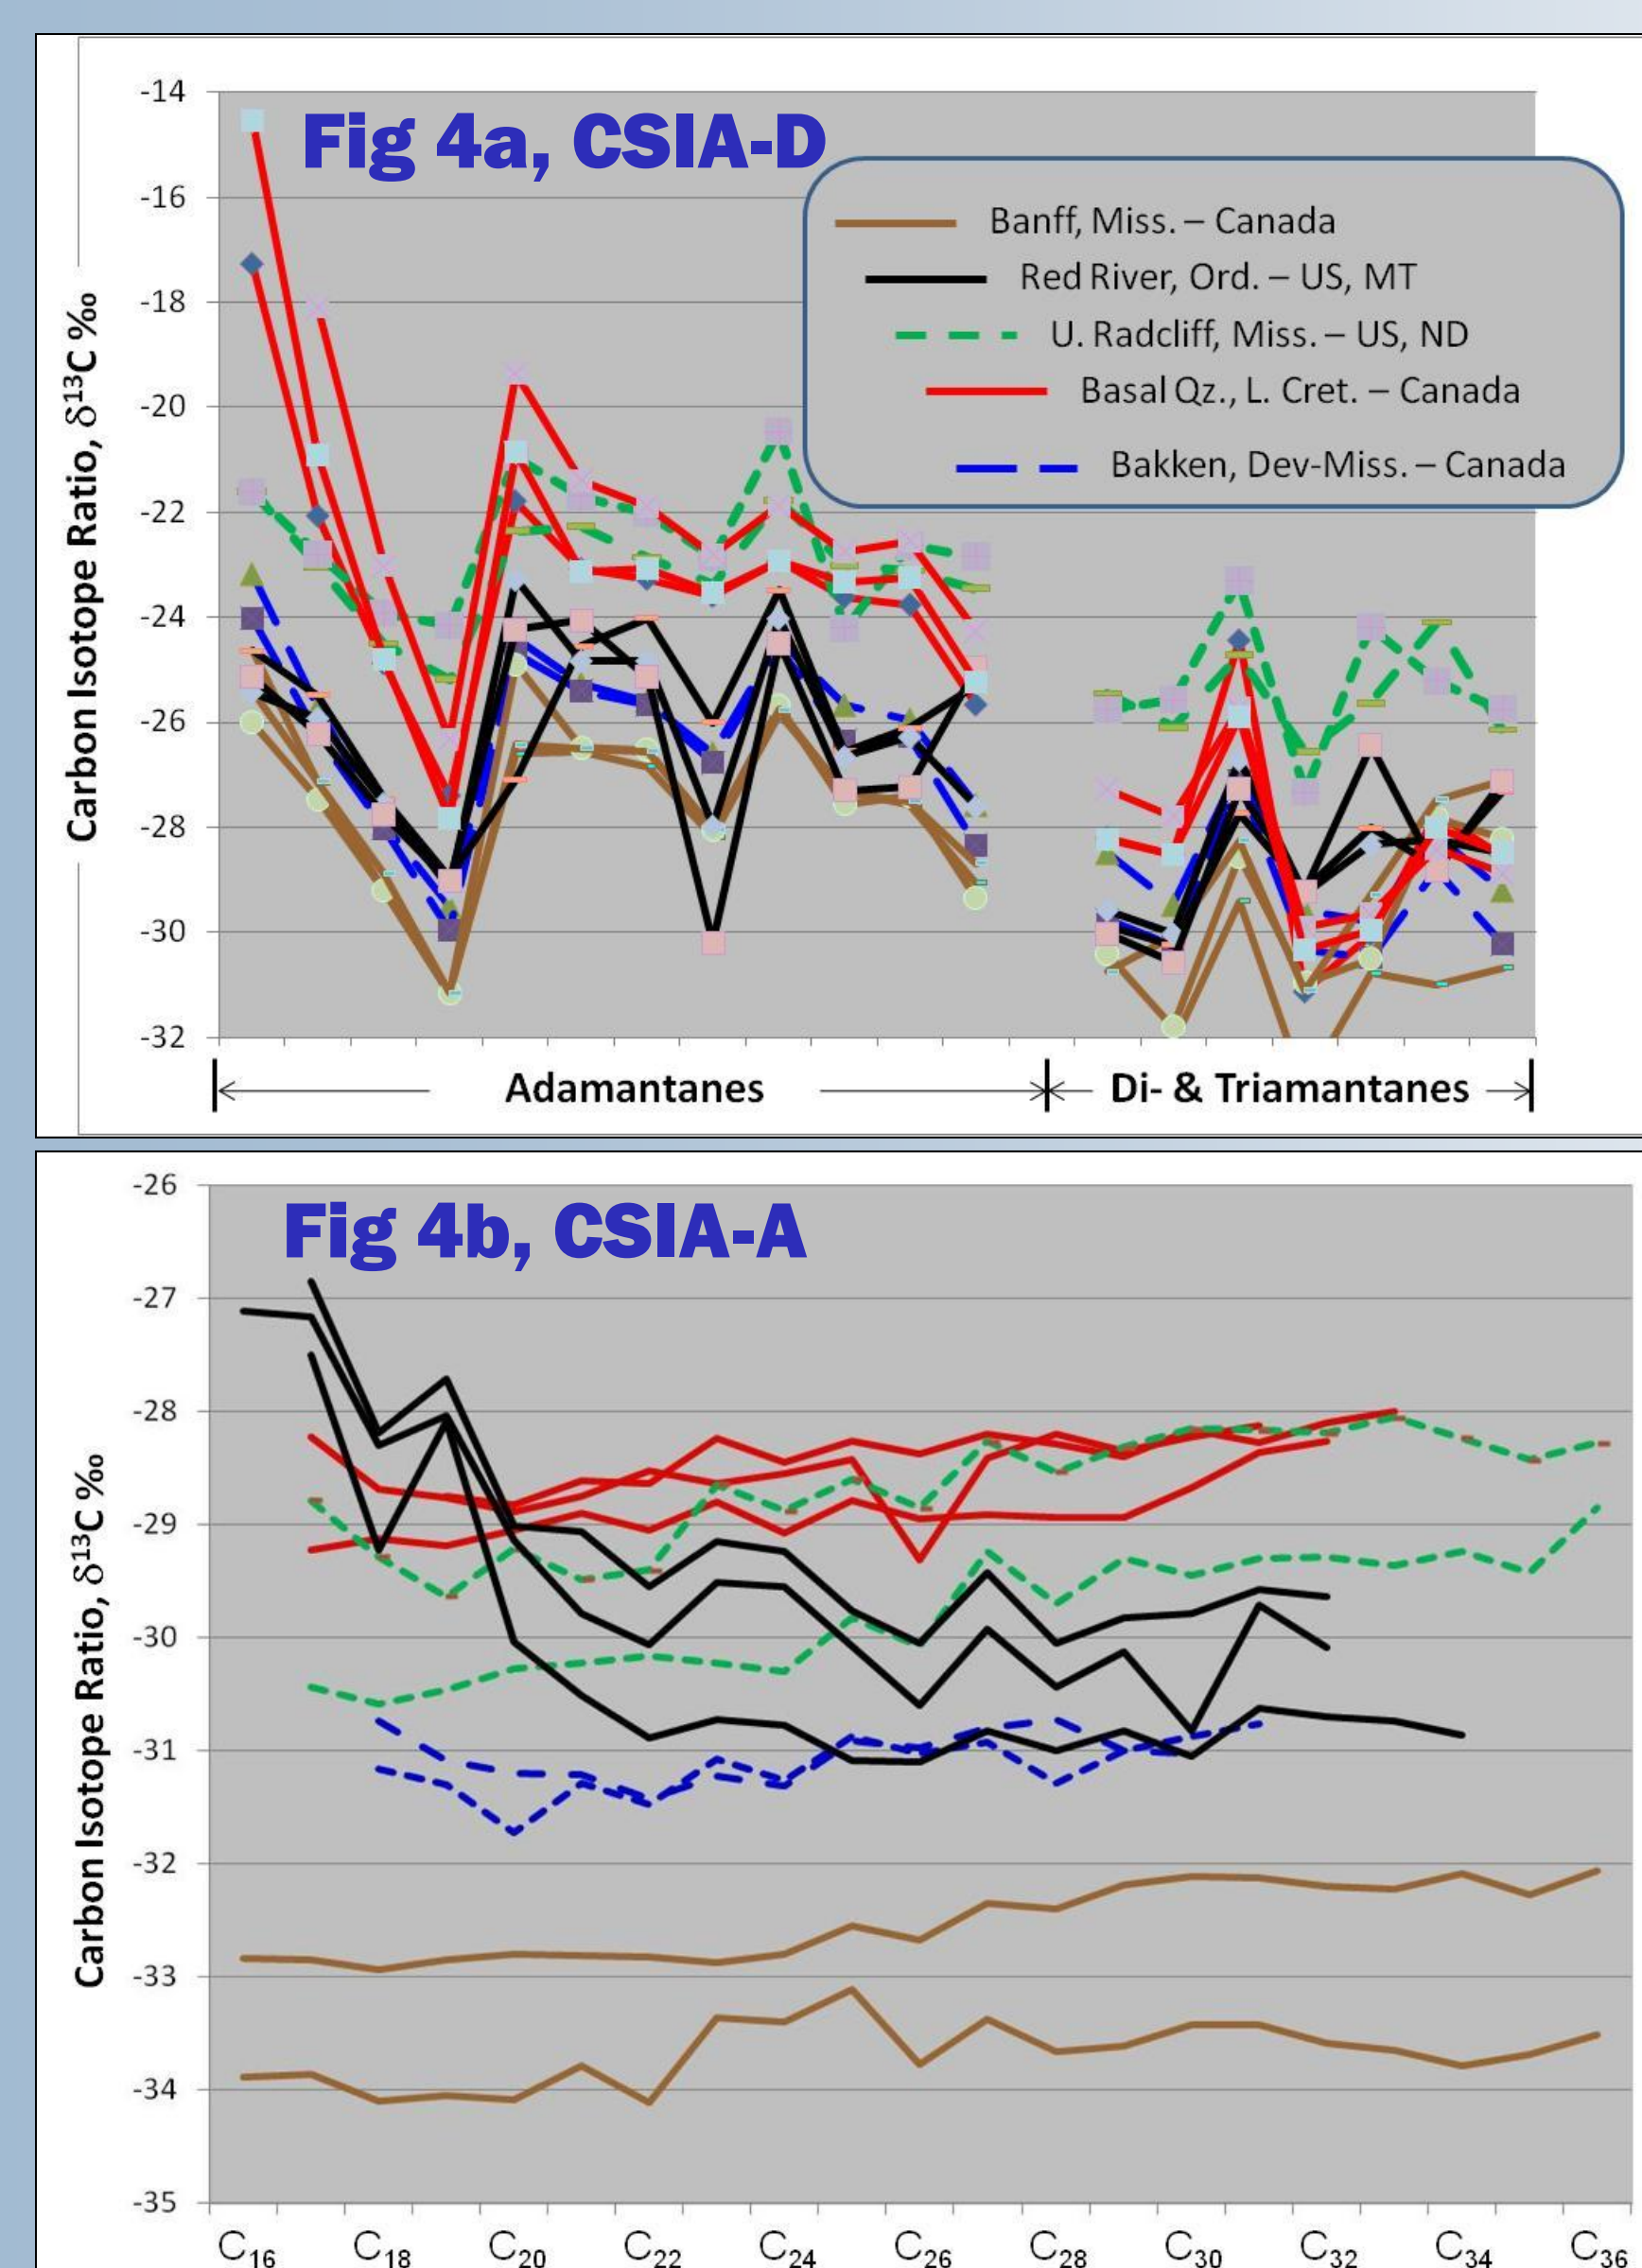 Fig 4a, CSIA-D
Carbon Isotope Ratio, δ¹³C ‰
-14
-16
-18
-20
-22
-24
-26
-28
-30
-32
Banff, Miss. – Canada
Red River, Ord. – US, MT
U. Radcliff, Miss. – US, ND
Basal Qz., L. Cret. – Canada
Bakken, Dev-Miss. – Canada
Adamantanes
Di- & Triamantanes
Fig 4b, CSIA-A
Carbon Isotope Ratio, δ¹³C ‰
-26
-27
-28
-29
-30
-31
-32
-33
-34
-35
C₁₆ C₁₈ C₂₀ C₂₂ C₂₄ C₂₆ C₂₈ C₃₀ C₃₂ C₃₄ C₃₆